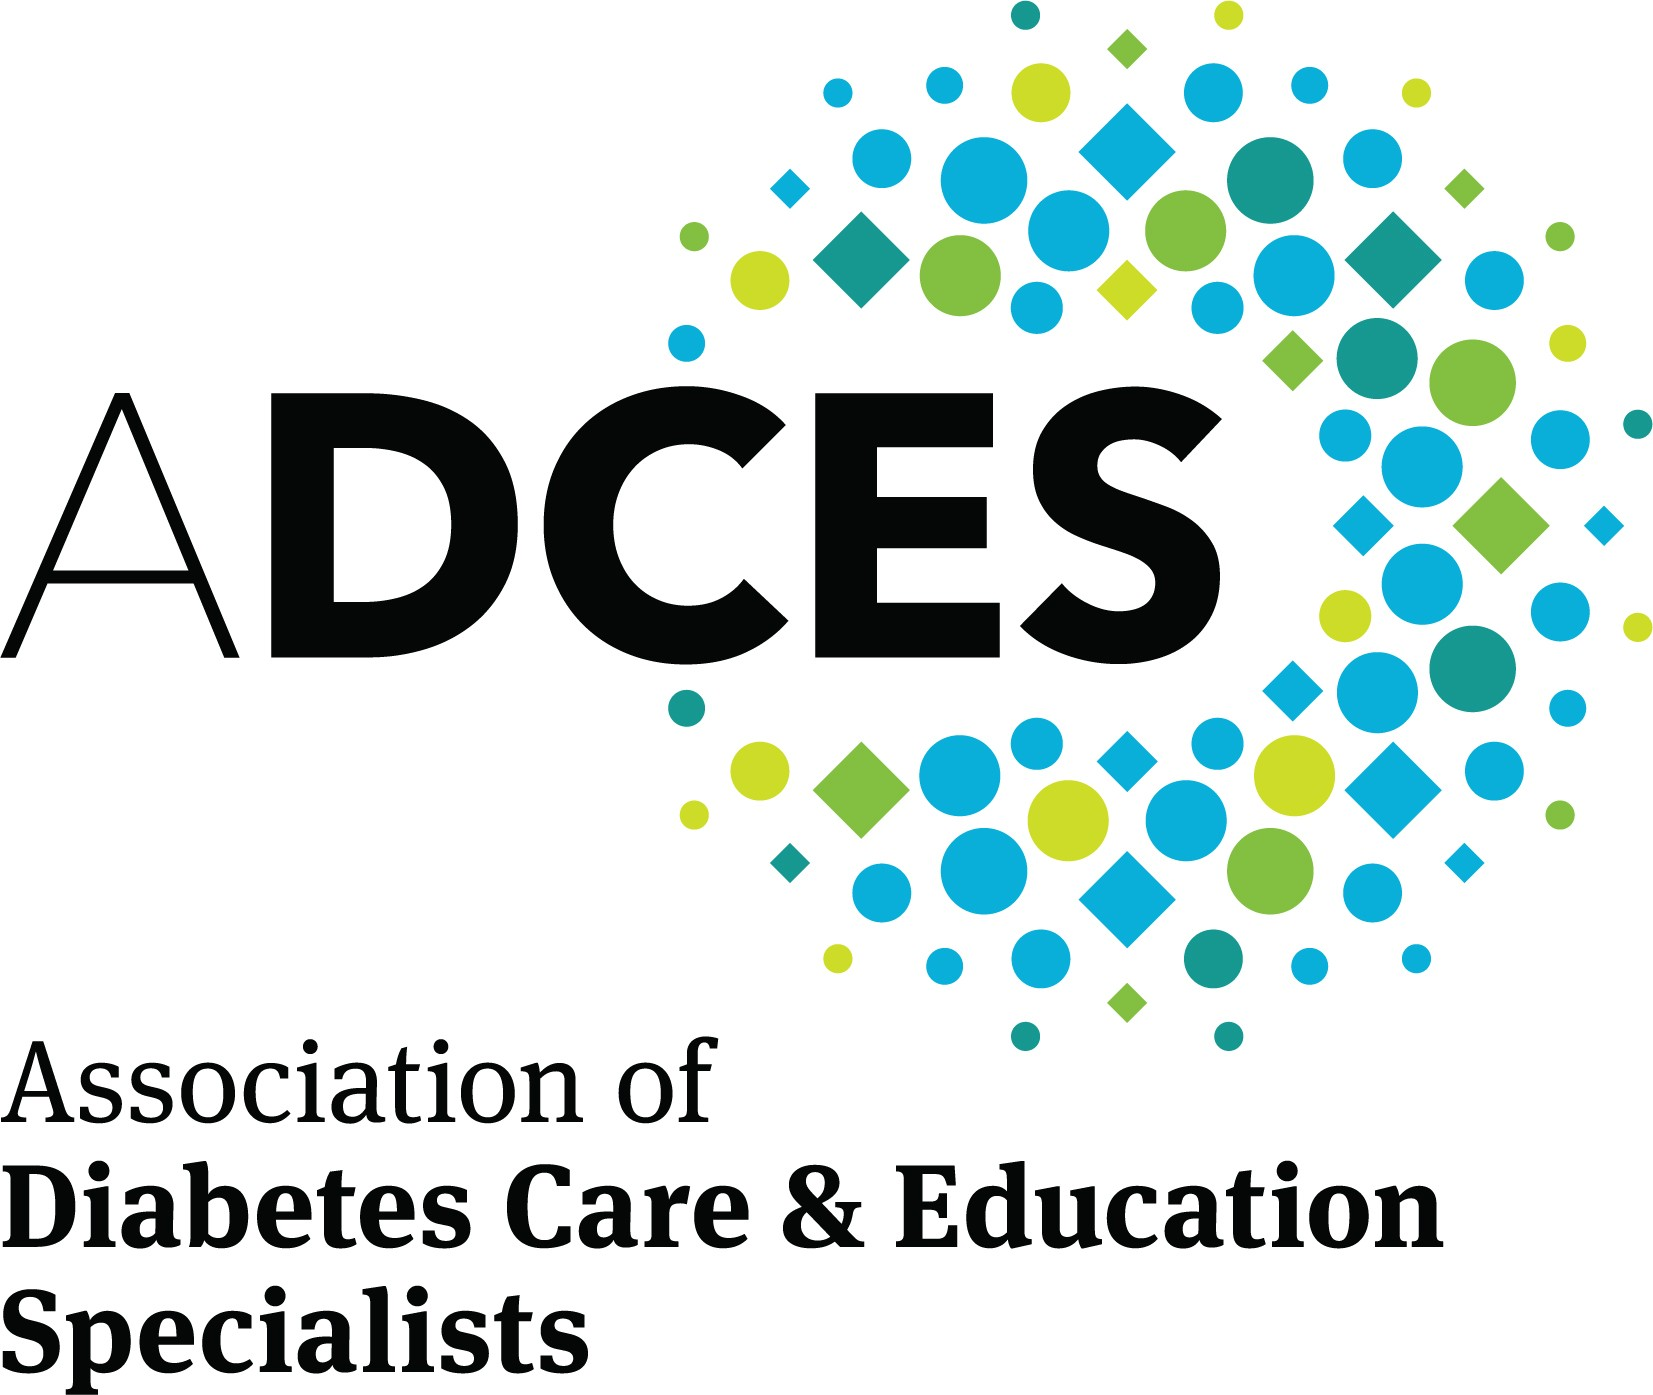 ADCES
Association of
Diabetes Care & Education
Specialists